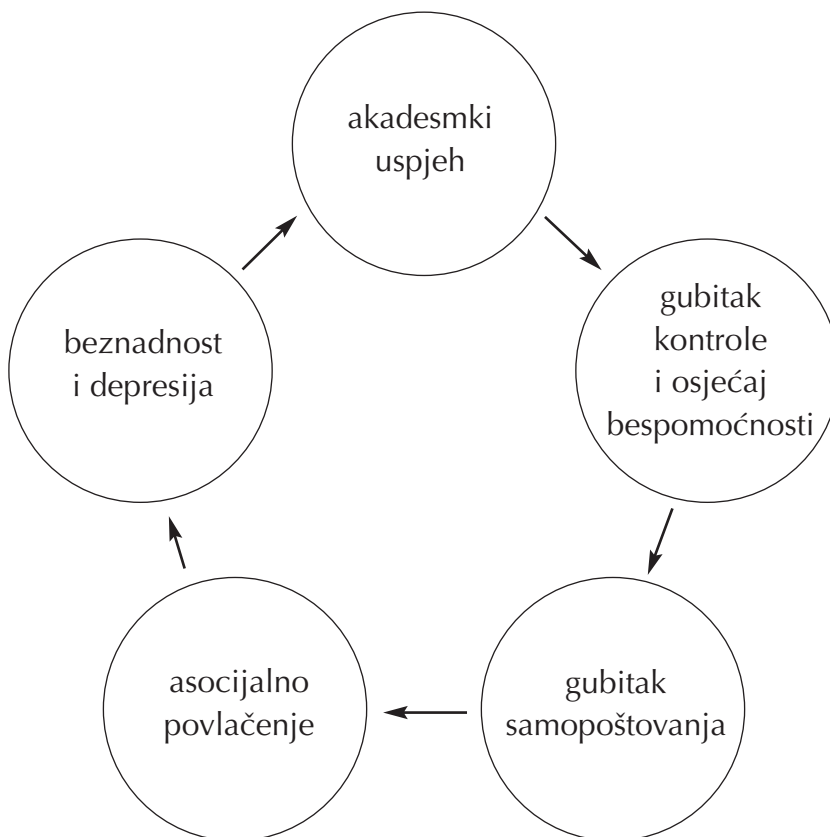 akadesmki
uspjeh
gubitak
kontrole
i osjećaj
bespomoćnosti
gubitak
samopoštovanja
asocijalno
povlačenje
beznadnost
i depresija